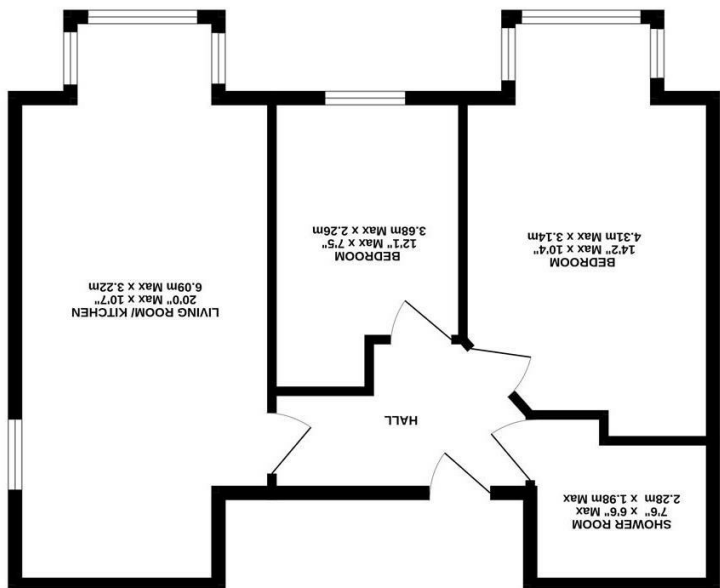 SHOWER ROOM
7'6" x 6'6" Max
2.28m x 1.98m Max
HALL
BEDROOM
14'2" Max x 10'4"
4.31m Max x 3.14m
BEDROOM
12'1" Max x 7'5"
3.68m Max x 2.26m
LIVING ROOM/ KITCHEN
20'0" Max x 10'7"
6.09m Max x 3.22m